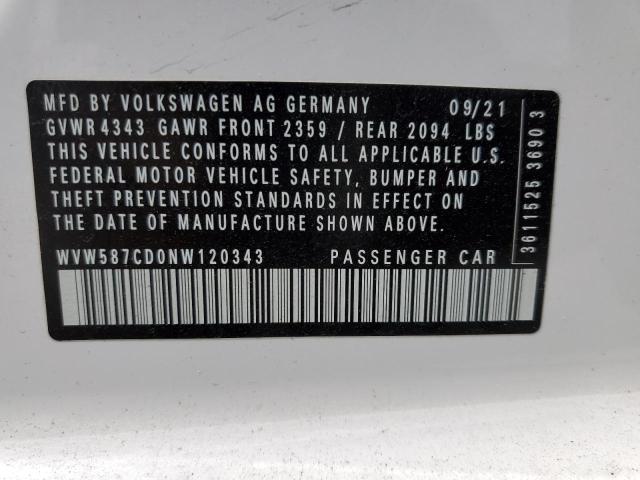 MFD BY VOLKSWAGEN AG GERMANY 09/21
GVWR 4343 GAWR FRONT 2359 / REAR 2094 LBS
THIS VEHICLE CONFORMS TO ALL APPLICABLE U.S.
FEDERAL MOTOR VEHICLE SAFETY, BUMPER AND
THEFT PREVENTION STANDARDS IN EFFECT ON
THE DATE OF MANUFACTURE SHOWN ABOVE.
WVW587CD0NW120343 PASSENGER CAR
3611525 3690 3